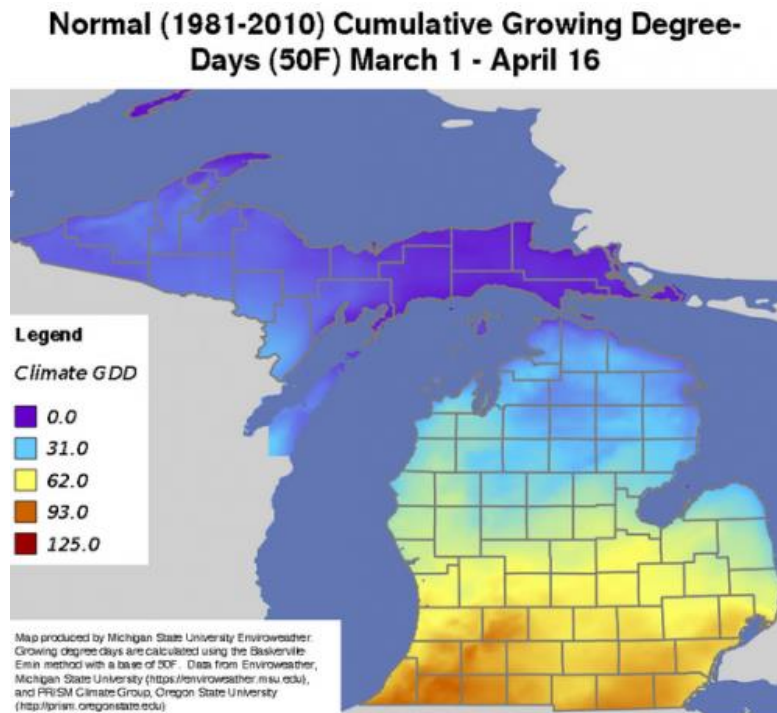 Normal (1981-2010) Cumulative Growing Degree-
Days (50F) March 1 - April 16
Legend
Climate GDD
0.0
31.0
62.0
93.0
125.0
Map produced by Michigan State University Enviroweather.
Growing degree days are calculated using the Baskerville
Emin method with a base of 50F. Data from Enviroweather,
Michigan State University (https://enviroweather.msu.edu),
and PRISM Climate Group, Oregon State University
(http://prism.oregonstate.edu)